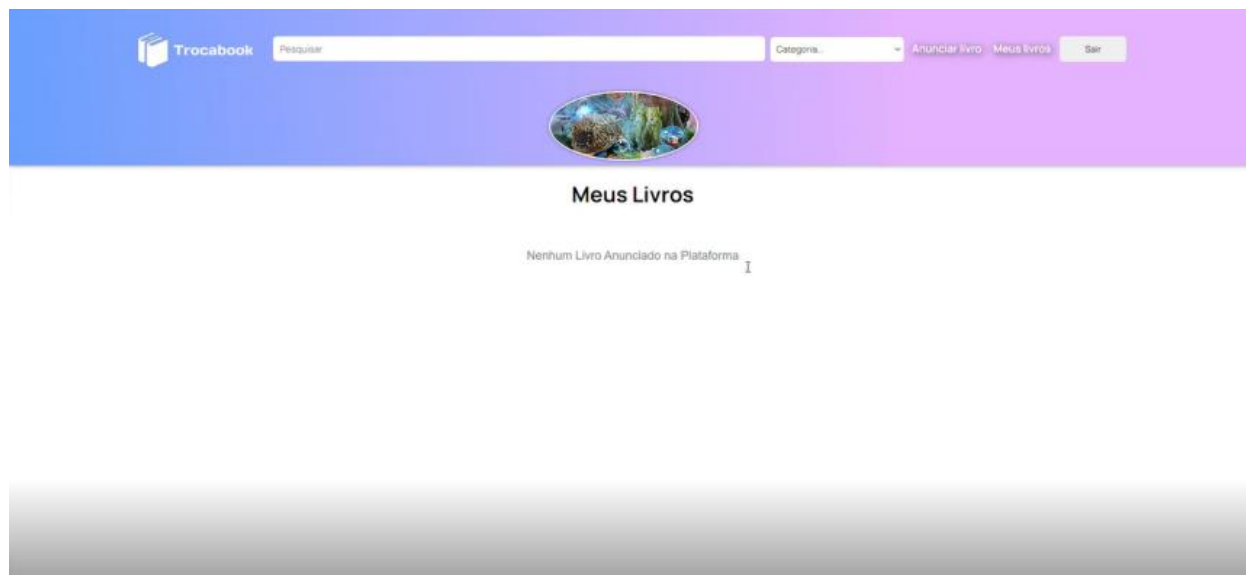 Trocabook
Pesquisar
Categoria...
Anunciar livro
Meus livros
Sair
Meus Livros
Nenhum Livro Anunciado na Plataforma